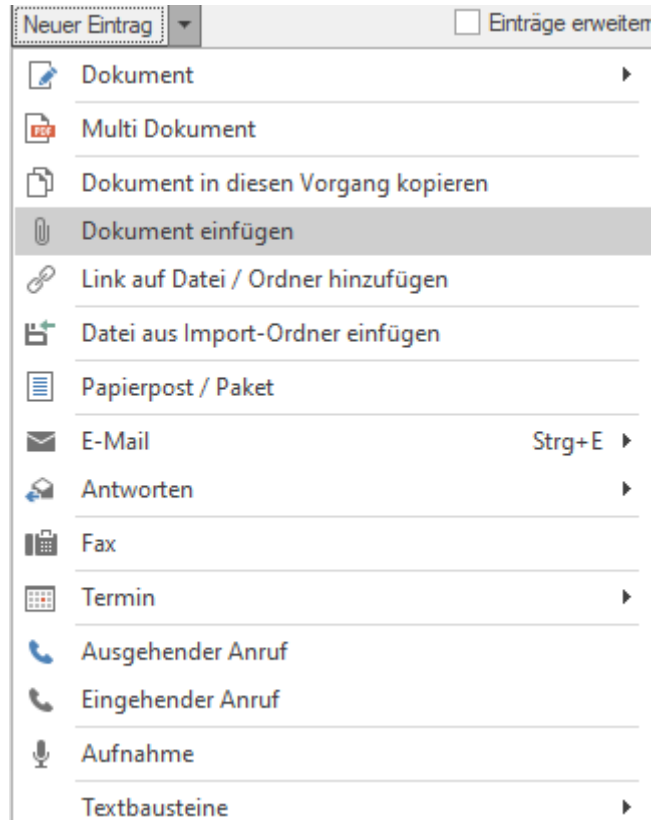 Neuer Eintrag
Einträge erweitern
Dokument
PDF
Multi Dokument
Dokument in diesen Vorgang kopieren
Dokument einfügen
Link auf Datei / Ordner hinzufügen
Datei aus Import-Ordner einfügen
Papierpost / Paket
E-Mail Strg+E
Antworten
Fax
Termin
Ausgehender Anruf
Eingehender Anruf
Aufnahme
Textbausteine